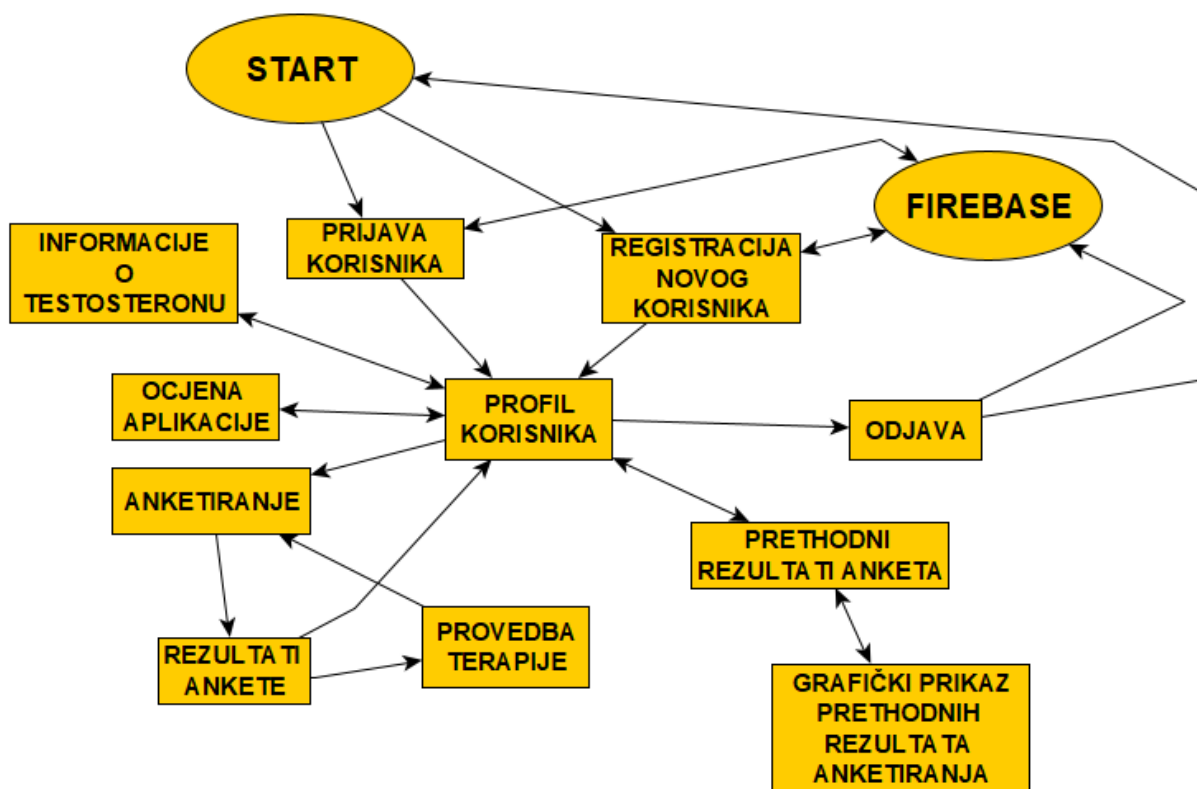 START
FIREBASE
PRIJAVA
KORISNIKA
REGISTRACIJA
NOVOG
KORISNIKA
INFORMACIJE
O
TESTOSTERONU
OCJENA
APLIKACIJE
PROFIL
KORISNIKA
ODJAVA
ANKETIRANJE
PRETHODNI
REZULTATI ANKETA
REZULTATI
ANKETE
PROVEDBA
TERAPIJE
GRAFIČKI PRIKAZ
PRETHODNIH
REZULTATA
ANKETIRANJA